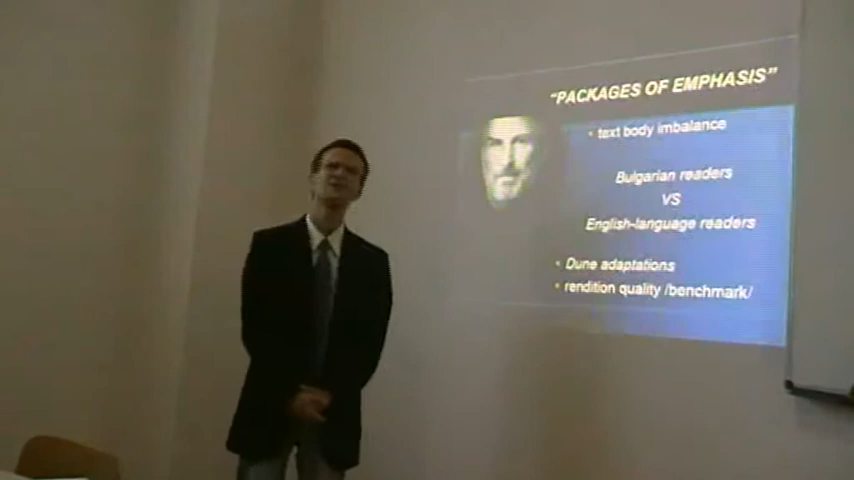 "PACKAGES OF EMPHASIS"
• text body imbalance
Bulgarian readers
VS
English-language readers
• Dune adaptations
• rendition quality /benchmark/